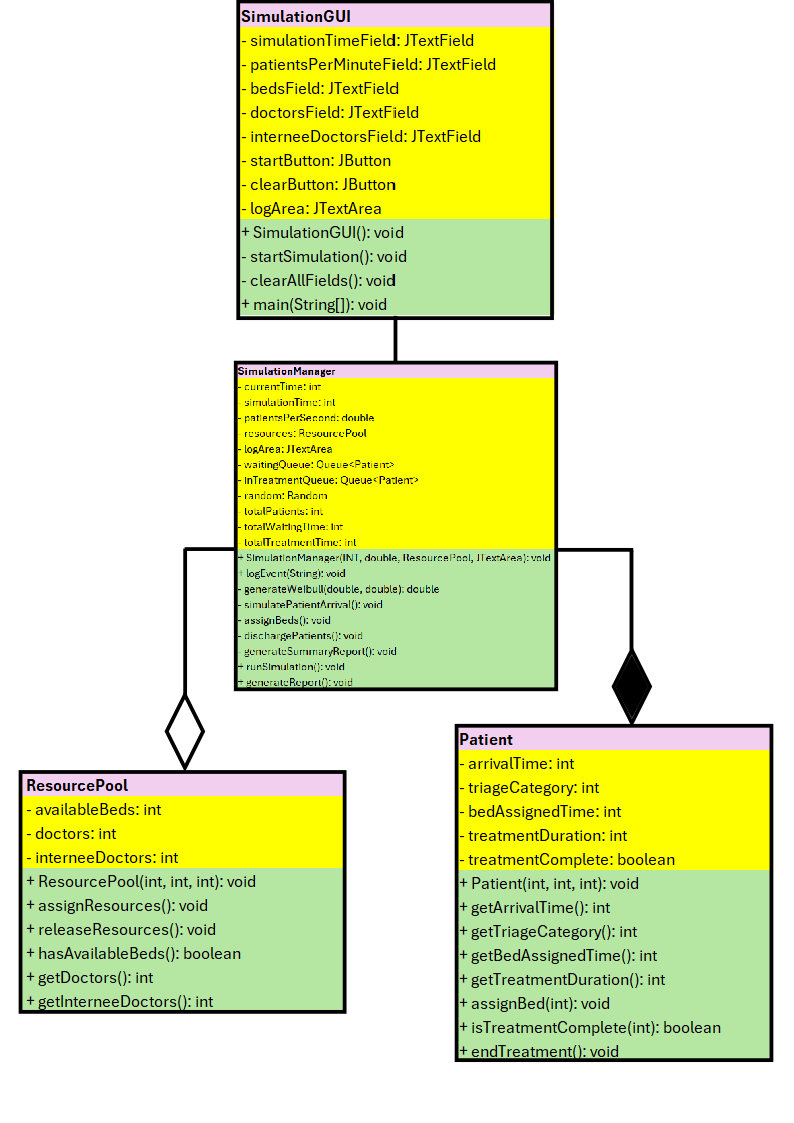 SimulationGUI
- simulationTimeField: JTextField
- patientsPerMinuteField: JTextField
- bedsField: JTextField
- doctorsField: JTextField
- interneeDoctorsField: JTextField
- startButton: JButton
- clearButton: JButton
- logArea: JTextArea
+ SimulationGUI(): void
- startSimulation(): void
- clearAllFields(): void
+ main(String[]): void
SimulationManager
- currentTime: int
- simulationTime: int
- patientsPerSecond: double
- resources: ResourcePool
- logArea: JTextArea
- waitingQueue: Queue<Patient>
- inTreatmentQueue: Queue<Patient>
- random: Random
- totalPatients: int
- totalWaitingTime: int
- totalTreatmentTime: int
+ SimulationManager(INT, double, ResourcePool, JTextArea): void
+ logEvent(String): void
- generateWeibull(double, double): double
- simulatePatientArrival(): void
- assignBeds(): void
- dischargePatients(): void
- generateSummaryReport(): void
+ runSimulation(): void
+ generateReport(): void
ResourcePool
- availableBeds: int
- doctors: int
- interneeDoctors: int
+ ResourcePool(int, int, int): void
+ assignResources(): void
+ releaseResources(): void
+ hasAvailableBeds(): boolean
+ getDoctors(): int
+ getInterneeDoctors(): int
Patient
- arrivalTime: int
- triageCategory: int
- bedAssignedTime: int
- treatmentDuration: int
- treatmentComplete: boolean
+ Patient(int, int, int): void
+ getArrivalTime(): int
+ getTriageCategory(): int
+ getBedAssignedTime(): int
+ getTreatmentDuration(): int
+ assignBed(int): void
+ isTreatmentComplete(int): boolean
+ endTreatment(): void